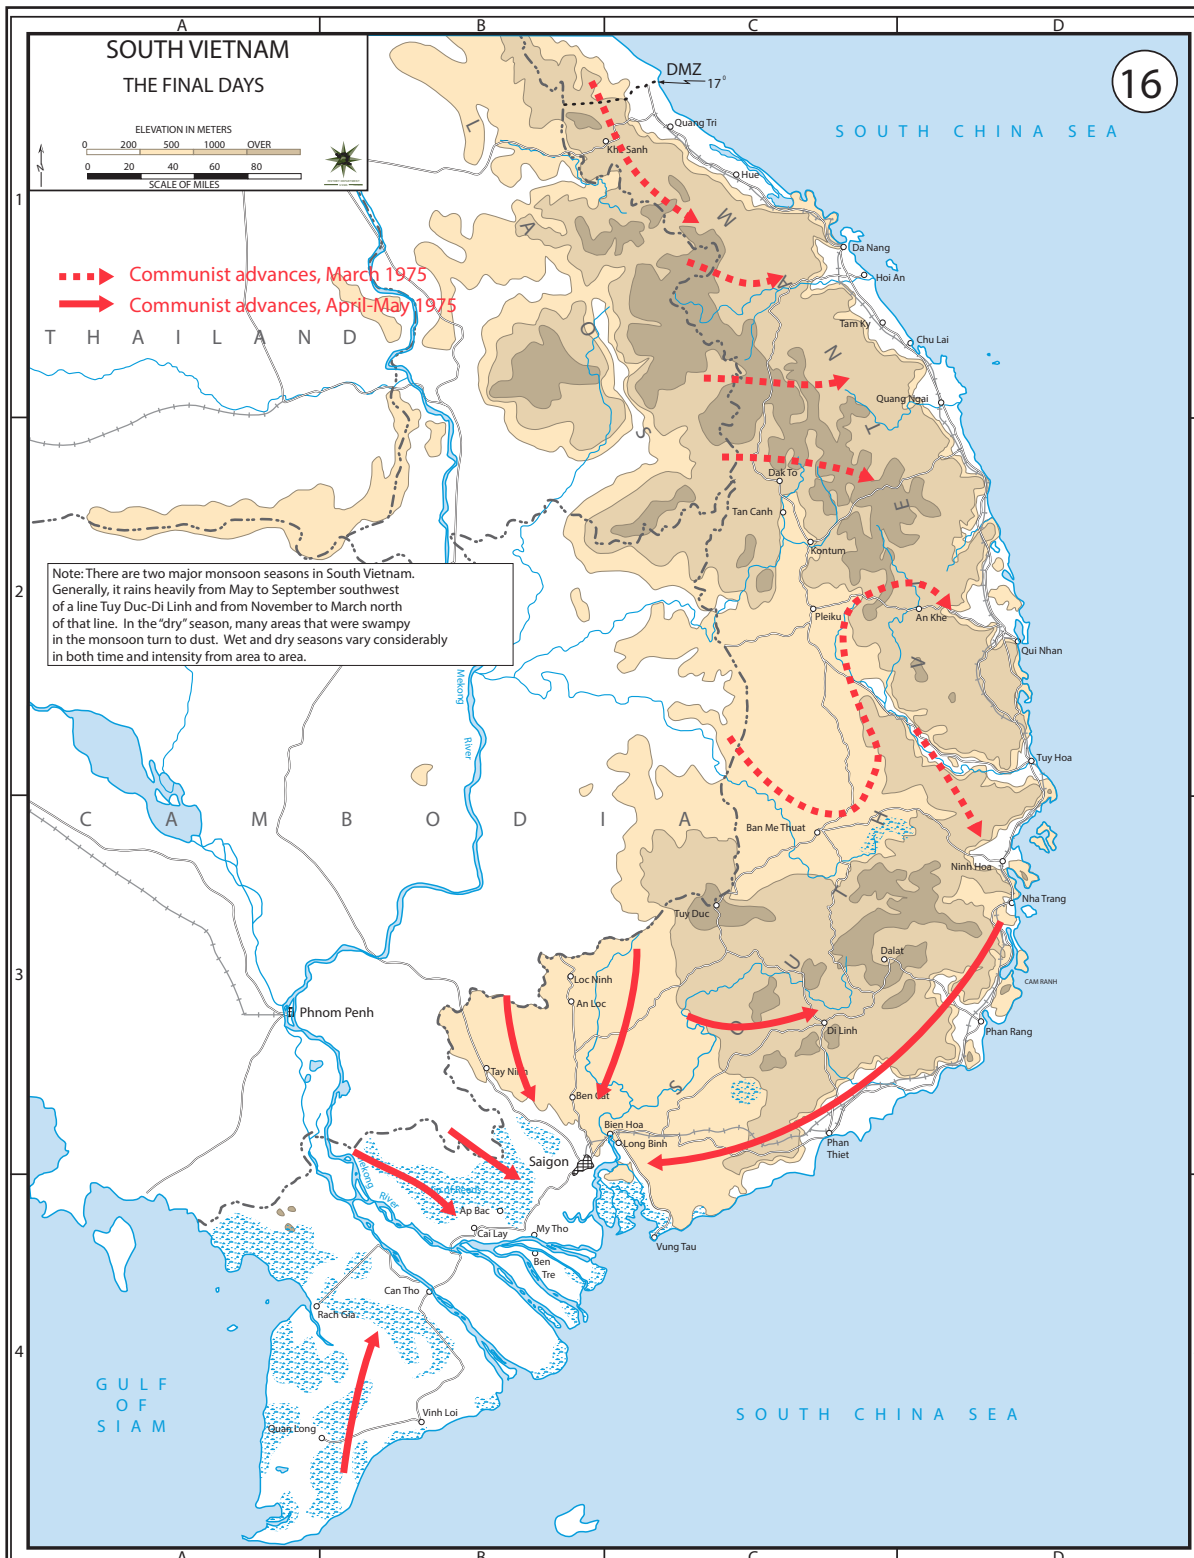 A B C D
SOUTH VIETNAM
THE FINAL DAYS
ELEVATION IN METERS
0 200 500 1000 OVER
0 20 40 60 80
SCALE OF MILES
16
DMZ
17°
SOUTH CHINA SEA
Quang Tri
Khe Sanh
Hue
1
LAOS
Da Nang
Hoi An
Communist advances, March 1975
Communist advances, April-May 1975
THAILAND
Tam Ky
Chu Lai
Quang Ngai
Dak To
Tan Canh
Kontum
Note: There are two major monsoon seasons in South Vietnam.
Generally, it rains heavily from May to September southwest
of a line Tuy Duc-Di Linh and from November to March north
of that line. In the “dry” season, many areas that were swampy
in the monsoon turn to dust. Wet and dry seasons vary considerably
in both time and intensity from area to area.
2
Pleiku
An Khe
Qui Nhan
Mekong
River
Tuy Hoa
CAMBODIA
Ban Me Thuat
Ninh Hoa
Nha Trang
Tuy Duc
SOUTH VIETNAM
Dalat
3
Loc Ninh
An Loc
CAM RANH
Phnom Penh
Di Linh
Phan Rang
Tay Ninh
Ben Cat
Bien Hoa
Long Binh
Phan
Thiet
Saigon
Mekong
River
Ap Bac
Cai Lay
My Tho
Ben
Tre
Vung Tau
Can Tho
Rach Gia
4
GULF
OF
SIAM
SOUTH CHINA SEA
Vinh Loi
Quan Long
A B C D